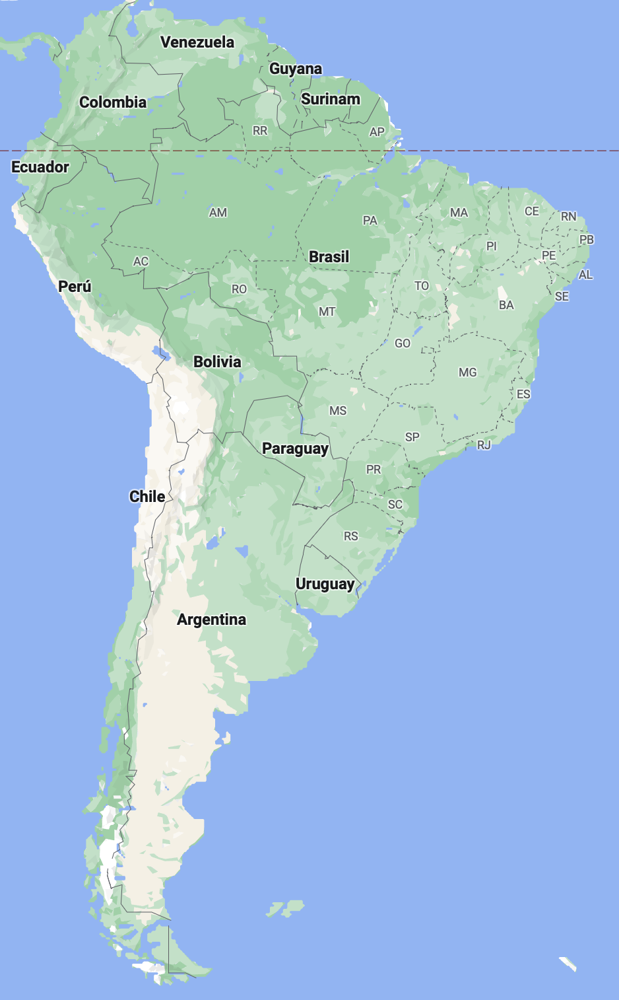 Venezuela
Guyana
Surinam
Colombia
RR
AP
Ecuador
AM
PA
MA
CE
RN
PB
PI
PE
Brasil
AC
AL
Perú
RO
TO
SE
MT
BA
GO
Bolivia
MG
ES
MS
SP
RJ
Paraguay
PR
Chile
SC
RS
Uruguay
Argentina